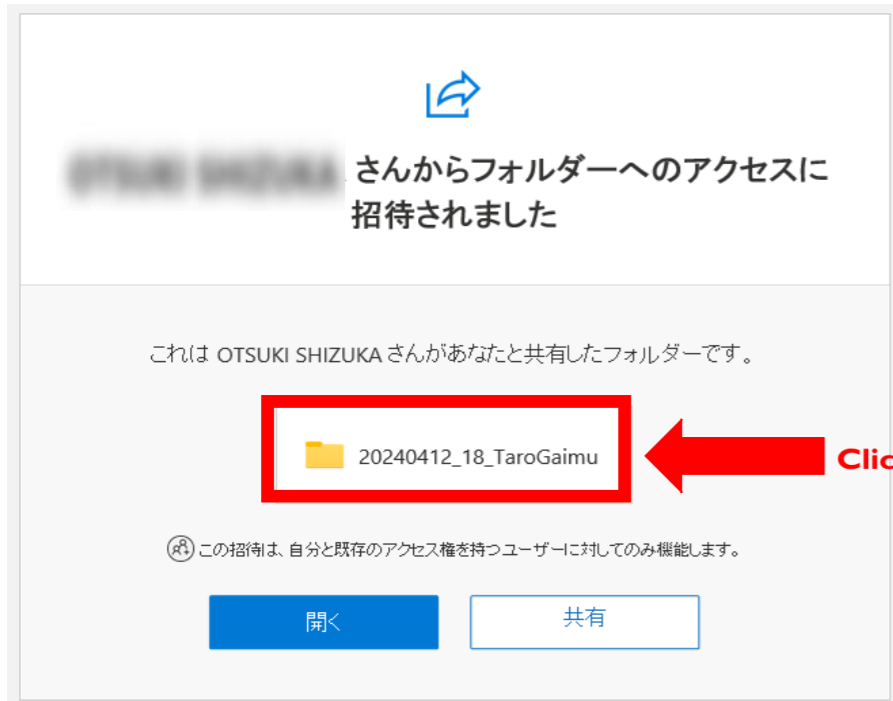 さんからフォルダーへのアクセスに
招待されました
これは OTSUKI SHIZUKA さんがあなたと共有したフォルダーです。
20240412_18_TaroGaimu
Clic
この招待は、自分と既存のアクセス権を持つユーザーに対してのみ機能します。
開く
共有